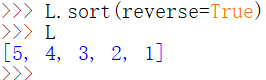 >>> L.sort(reverse=True)
>>> L
[5, 4, 3, 2, 1]
>>>